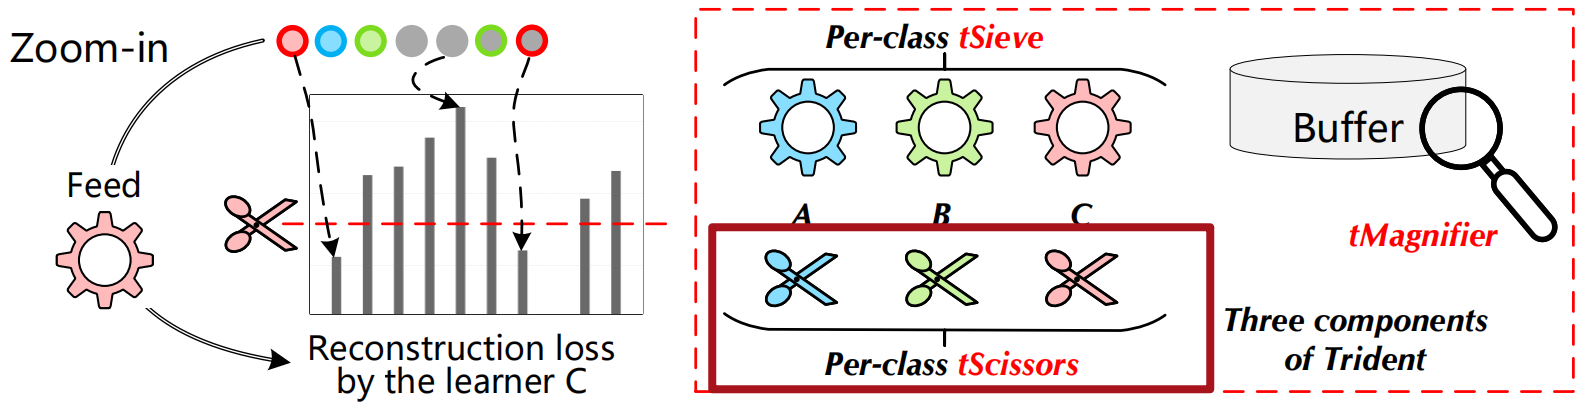 Zoom-in
Feed
Reconstruction loss
by the learner C
Per-class tSieve
A B C
Per-class tScissors
Buffer
tMagnifier
Three components
of Trident